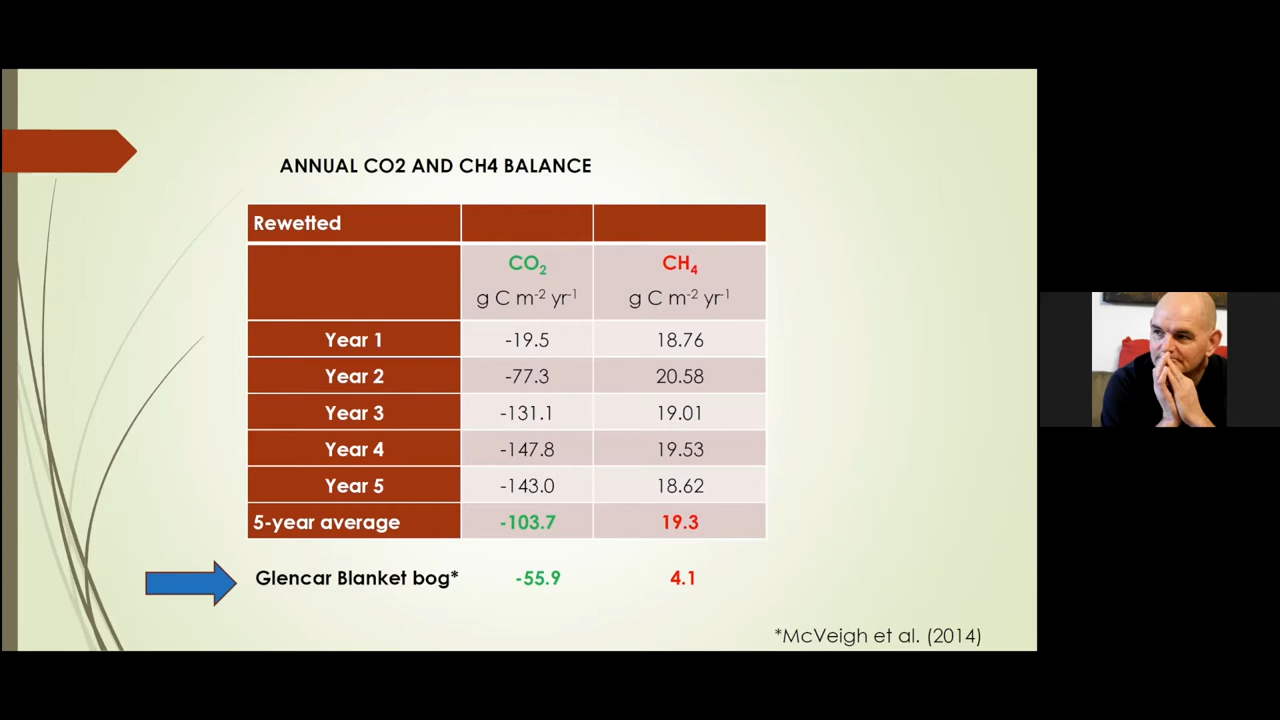 ANNUAL CO2 AND CH4 BALANCE
Rewetted
CO₂ CH₄
g C m⁻² yr⁻¹ g C m⁻² yr⁻¹
Year 1 -19.5 18.76
Year 2 -77.3 20.58
Year 3 -131.1 19.01
Year 4 -147.8 19.53
Year 5 -143.0 18.62
5-year average -103.7 19.3
Glencar Blanket bog* -55.9 4.1
*McVeigh et al. (2014)